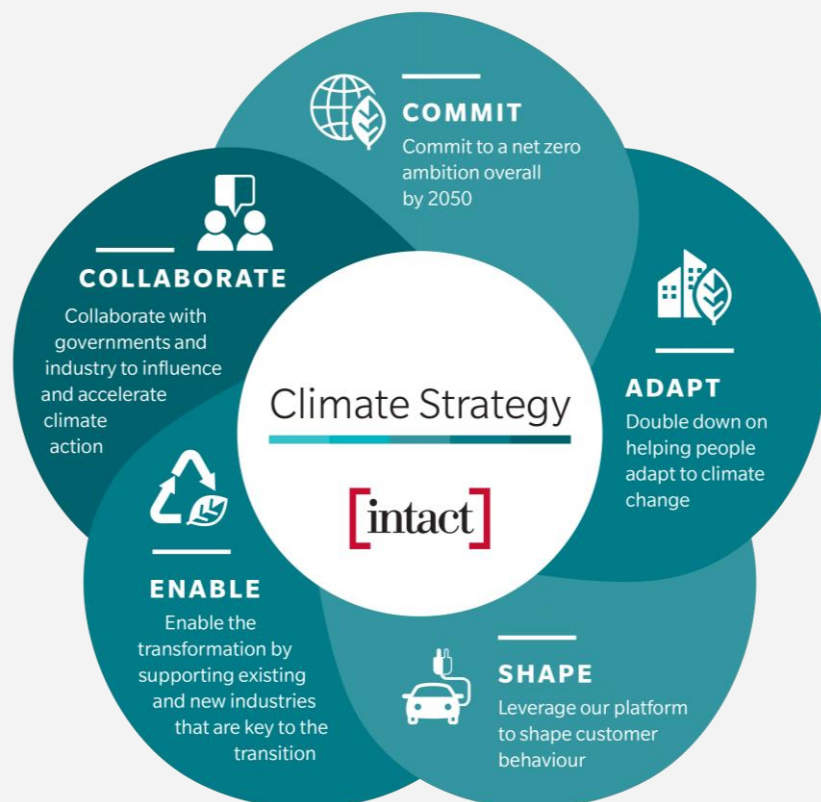 COMMIT
Commit to a net zero
ambition overall
by 2050
ADAPT
Double down on
helping people
adapt to climate
change
SHAPE
Leverage our platform
to shape customer
behaviour
ENABLE
Enable the
transformation by
supporting existing
and new industries
that are key to the
transition
COLLABORATE
Collaborate with
governments and
industry to influence
and accelerate
climate
action
Climate Strategy
[intact]